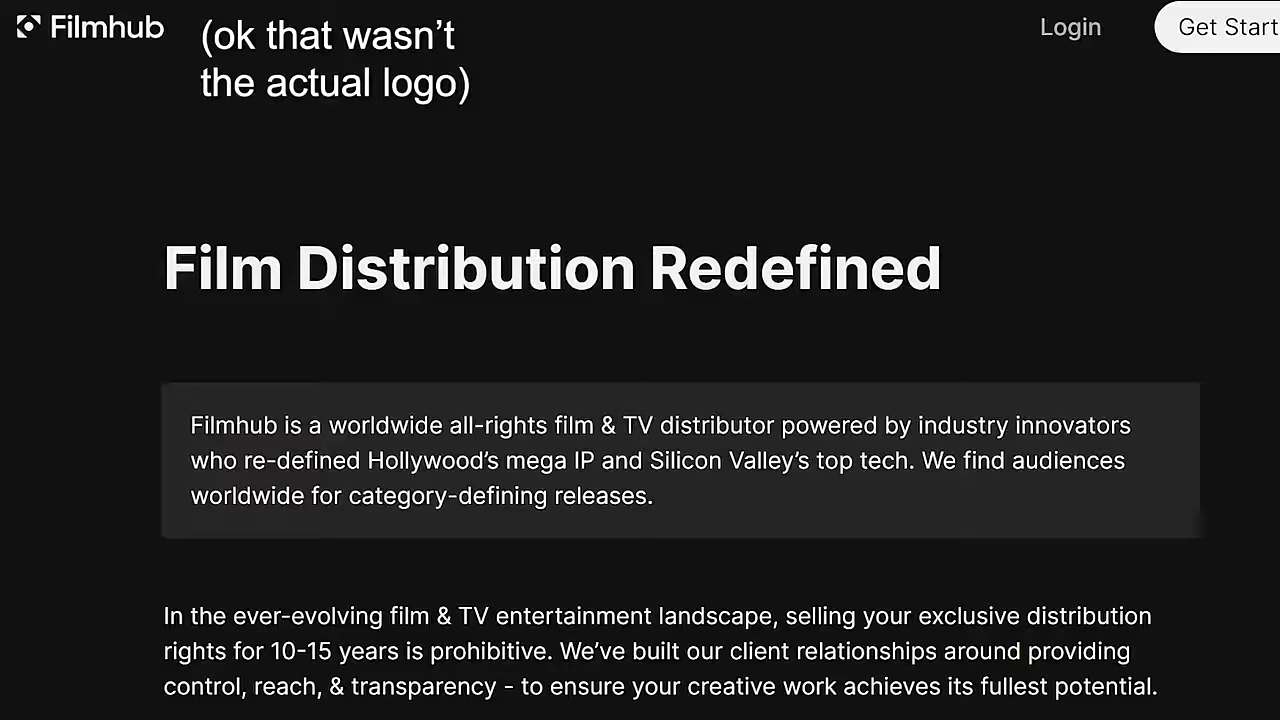 Filmhub
(ok that wasn't
the actual logo)
Login
Get Start
Film Distribution Redefined
Filmhub is a worldwide all-rights film & TV distributor powered by industry innovators
who re-defined Hollywood's mega IP and Silicon Valley's top tech. We find audiences
worldwide for category-defining releases.
In the ever-evolving film & TV entertainment landscape, selling your exclusive distribution
rights for 10-15 years is prohibitive. We've built our client relationships around providing
control, reach, & transparency - to ensure your creative work achieves its fullest potential.